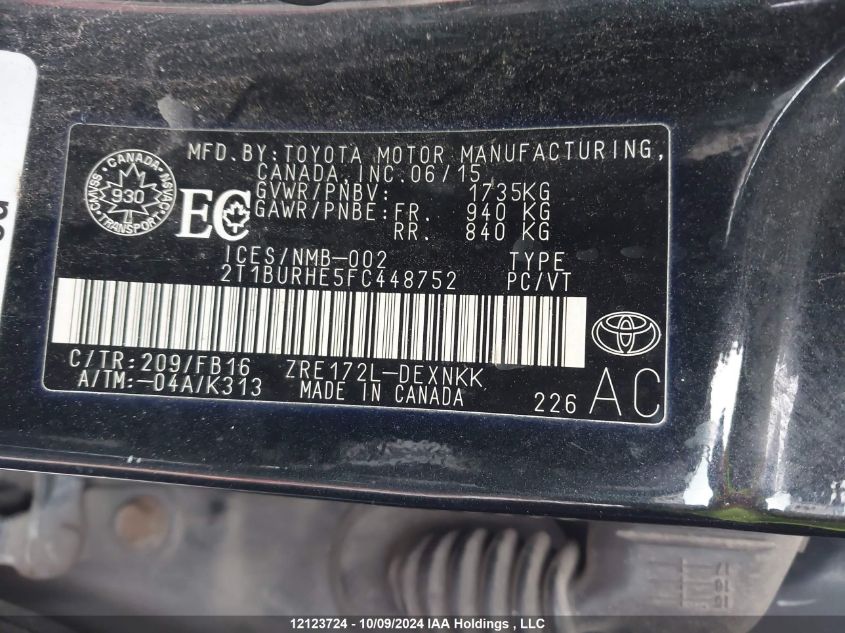 MFD.BY:TOYOTA MOTOR MANUFACTURING,
CANADA,INC.06/15
GVWR/PNBV: 1735KG
GAWR/PNBE:FR. 940 KG
RR. 840 KG
CANADA
CMVSS NSVAC
930
TRANSPORT
EC
ICES/NMB-002 TYPE
2T1BURHE5FC448752 PC/VT
C/TR:209/FB16 ZRE172L-DEXNKK
A/TM:-04A/K313 MADE IN CANADA
226 AC
12123724 - 10/09/2024 IAA Holdings , LLC